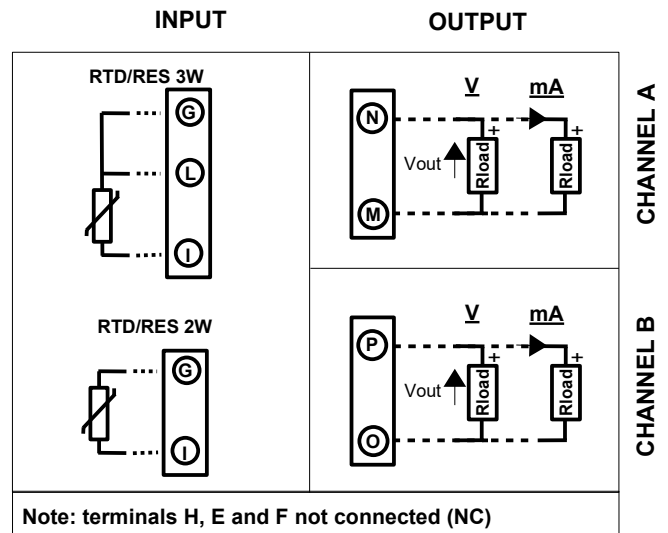 INPUT
OUTPUT
RTD/RES 3W
G
L
I
RTD/RES 2W
G
I
V
mA
N
M
Vout
+
Rload
+
Rload
CHANNEL A
V
mA
P
O
Vout
+
Rload
+
Rload
CHANNEL B
Note: terminals H, E and F not connected (NC)